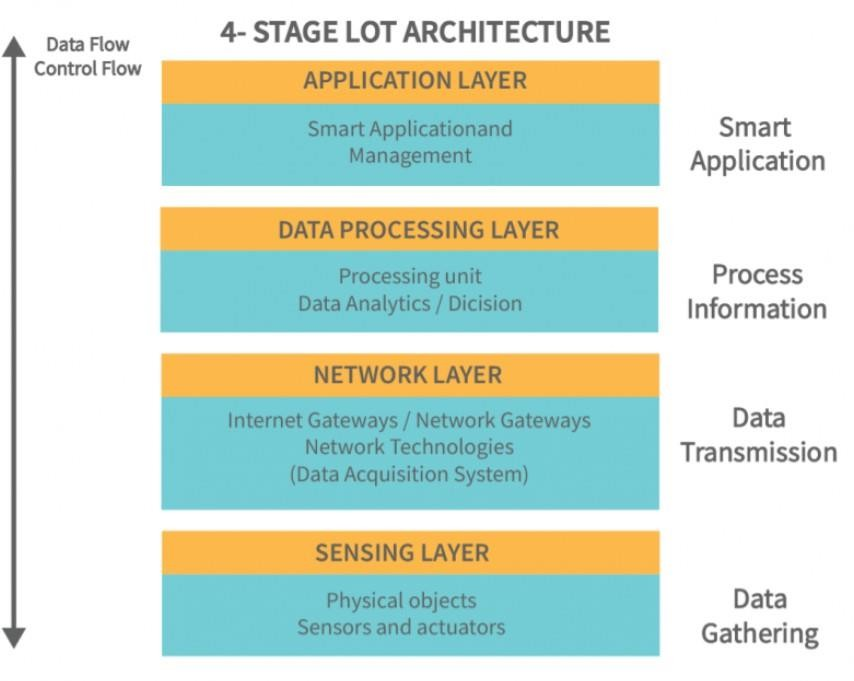 4- STAGE LOT ARCHITECTURE
Data Flow
Control Flow
APPLICATION LAYER
Smart Applicationand
Management
Smart
Application
DATA PROCESSING LAYER
Processing unit
Data Analytics / Dicision
Process
Information
NETWORK LAYER
Internet Gateways / Network Gateways
Network Technologies
(Data Acquisition System)
Data
Transmission
SENSING LAYER
Physical objects
Sensors and actuators
Data
Gathering